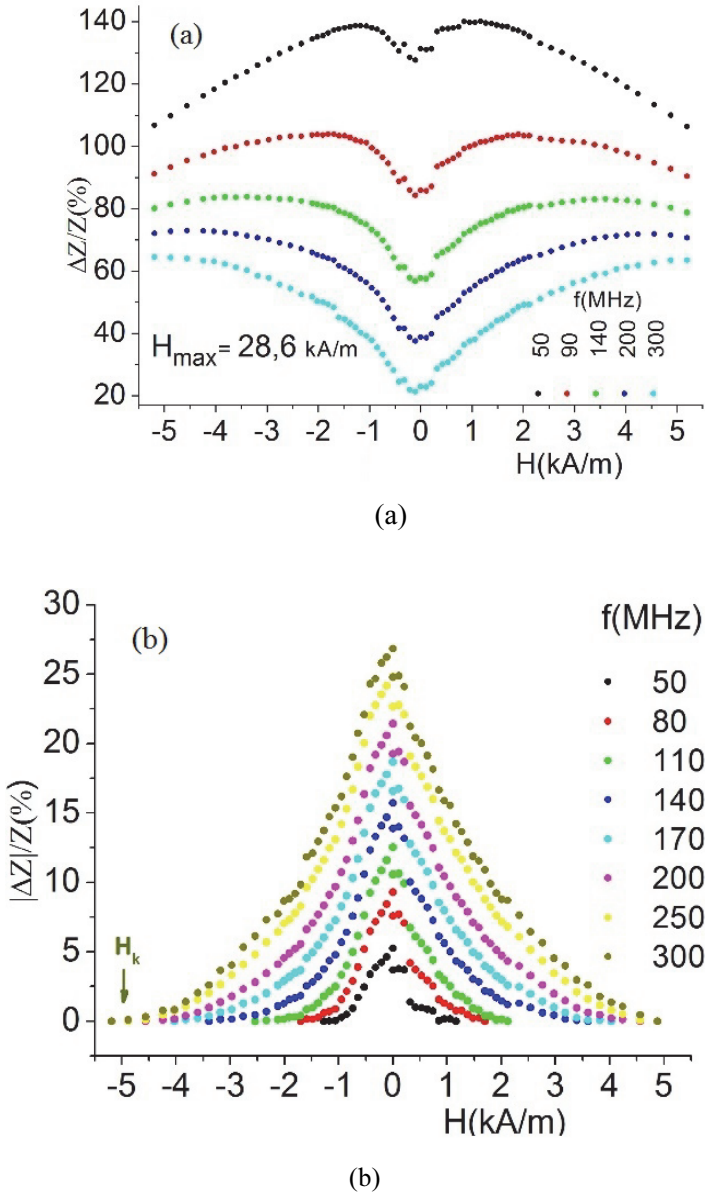 (a)
140
120
100
80
60
40
20
ΔZ/Z(%)
H_max = 28,6 kA/m
f(MHz)
50
90
140
200
300
-5 -4 -3 -2 -1 0 1 2 3 4 5
H(kA/m)
(a)
(b)
30
25
20
15
10
5
0
|ΔZ|/Z(%)
H_k
f(MHz)
50
80
110
140
170
200
250
300
-5 -4 -3 -2 -1 0 1 2 3 4 5
H(kA/m)
(b)